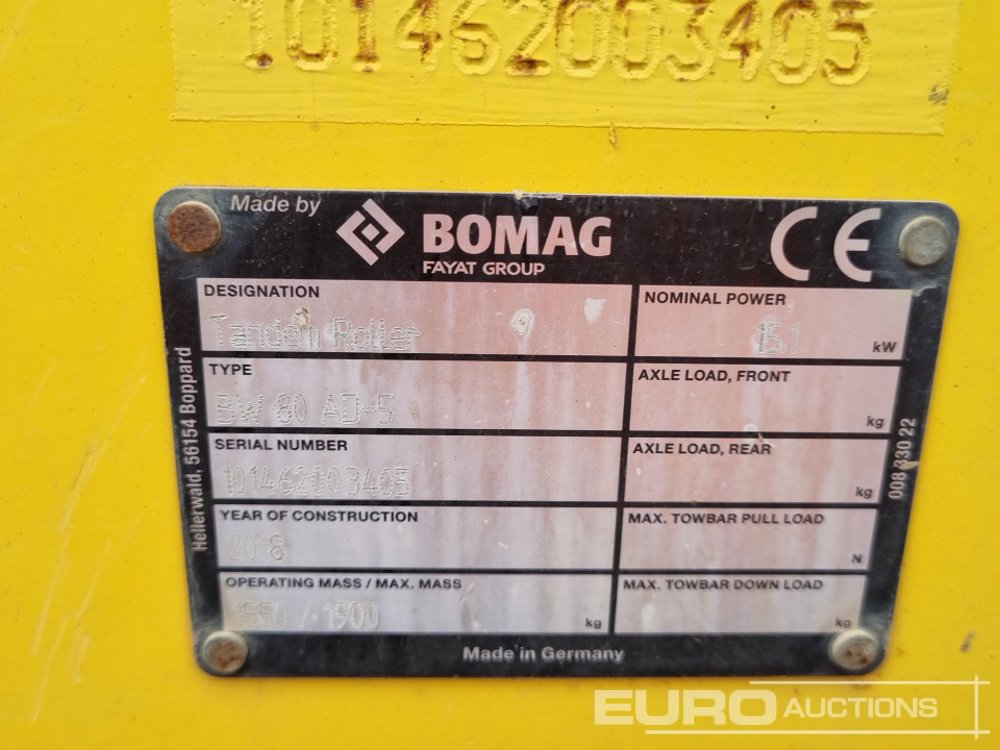 101462003405
Made by
BOMAG
FAYAT GROUP
CE
DESIGNATION
Tandem Roller
NOMINAL POWER
15.1 kW
TYPE
BW 80 AD-5
AXLE LOAD, FRONT
kg
SERIAL NUMBER
101462003405
AXLE LOAD, REAR
kg
YEAR OF CONSTRUCTION
2018
MAX. TOWBAR PULL LOAD
N
OPERATING MASS / MAX. MASS
1550 / 1900 kg
MAX. TOWBAR DOWN LOAD
kg
Made in Germany
Hellerwald, 56154 Boppard
008 330 22
EURO AUCTIONS